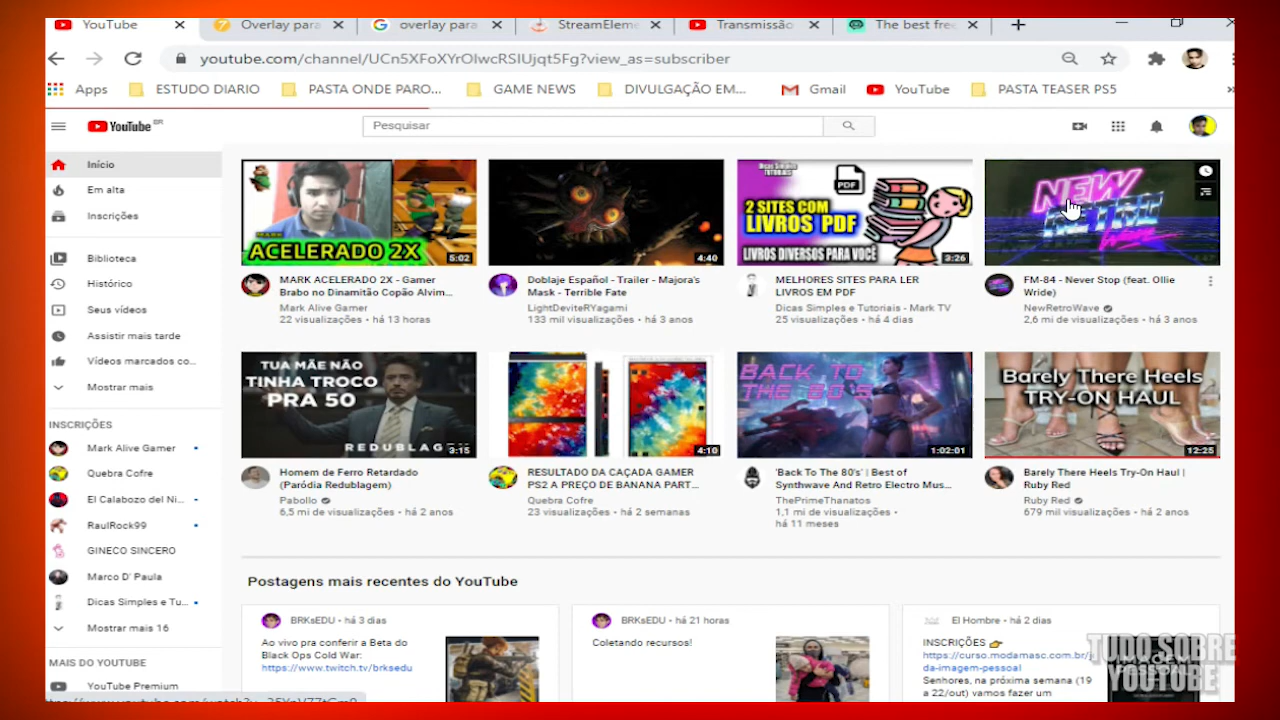 YouTube
Overlay para
overlay para
StreamEleme
Transmissão
The best free
youtube.com/channel/UCn5XFoXYrOlwcRSIUjqt5Fg?view_as=subscriber
Apps
ESTUDO DIARIO
PASTA ONDE PARO...
GAME NEWS
DIVULGAÇÃO EM...
Gmail
YouTube
PASTA TEASER PS5
YouTube BR
Pesquisar
Início
Em alta
Inscrições
Biblioteca
Histórico
Seus vídeos
Assistir mais tarde
Vídeos marcados co...
Mostrar mais
INSCRIÇÕES
Mark Alive Gamer
Quebra Cofre
El Calabozo del Ni...
RaulRock99
GINECO SINCERO
Marco D' Paula
Dicas Simples e Tu...
Mostrar mais 16
MAIS DO YOUTUBE
YouTube Premium
ACELERADO 2X
5:02
MARK ACELERADO 2X - Gamer
Brabo no Dinamitão Copão Alvim...
Mark Alive Gamer
22 visualizações • há 13 horas
4:40
Doblaje Español - Trailer - Majora's
Mask - Terrible Fate
LightDeviteRYagami
133 mil visualizações • há 3 anos
Dicas Simples
TUTORIAIS
PDF
2 SITES COM
LIVROS PDF
LIVROS DIVERSOS PARA VOCÊ
3:26
MELHORES SITES PARA LER
LIVROS EM PDF
Dicas Simples e Tutoriais - Mark TV
25 visualizações • há 4 dias
NEW
RETRO
Wave
FM-84 - Never Stop (feat. Ollie
Wride)
NewRetroWave
2,6 mi de visualizações • há 3 anos
TUA MÃE NÃO
TINHA TROCO
PRA 50
REDUBLAG
3:15
Homem de Ferro Retardado
(Paródia Redublagem)
Pabollo
6,5 mi de visualizações • há 2 anos
4:10
RESULTADO DA CAÇADA GAMER
PS2 A PREÇO DE BANANA PART...
Quebra Cofre
23 visualizações • há 2 semanas
BACK TO
THE 80'S
1:02:01
'Back To The 80's' | Best of
Synthwave And Retro Electro Mus...
ThePrimeThanatos
1,1 mi de visualizações •
há 11 meses
Barely There Heels
TRY-ON HAUL
12:25
Barely There Heels Try-On Haul |
Ruby Red
Ruby Red
679 mil visualizações • há 2 anos
Postagens mais recentes do YouTube
BRKsEDU • há 3 dias
Ao vivo pra conferir a Beta do
Black Ops Cold War:
https://www.twitch.tv/brksedu
BRKsEDU • há 21 horas
Coletando recursos!
El Hombre • há 2 dias
INSCRIÇÕES
https://curso.modamasc.com.br/
da-imagem-pessoal
Senhores, na próxima semana (19
a 22/out) vamos fazer um
TUDO SOBRE
YOUTUBE